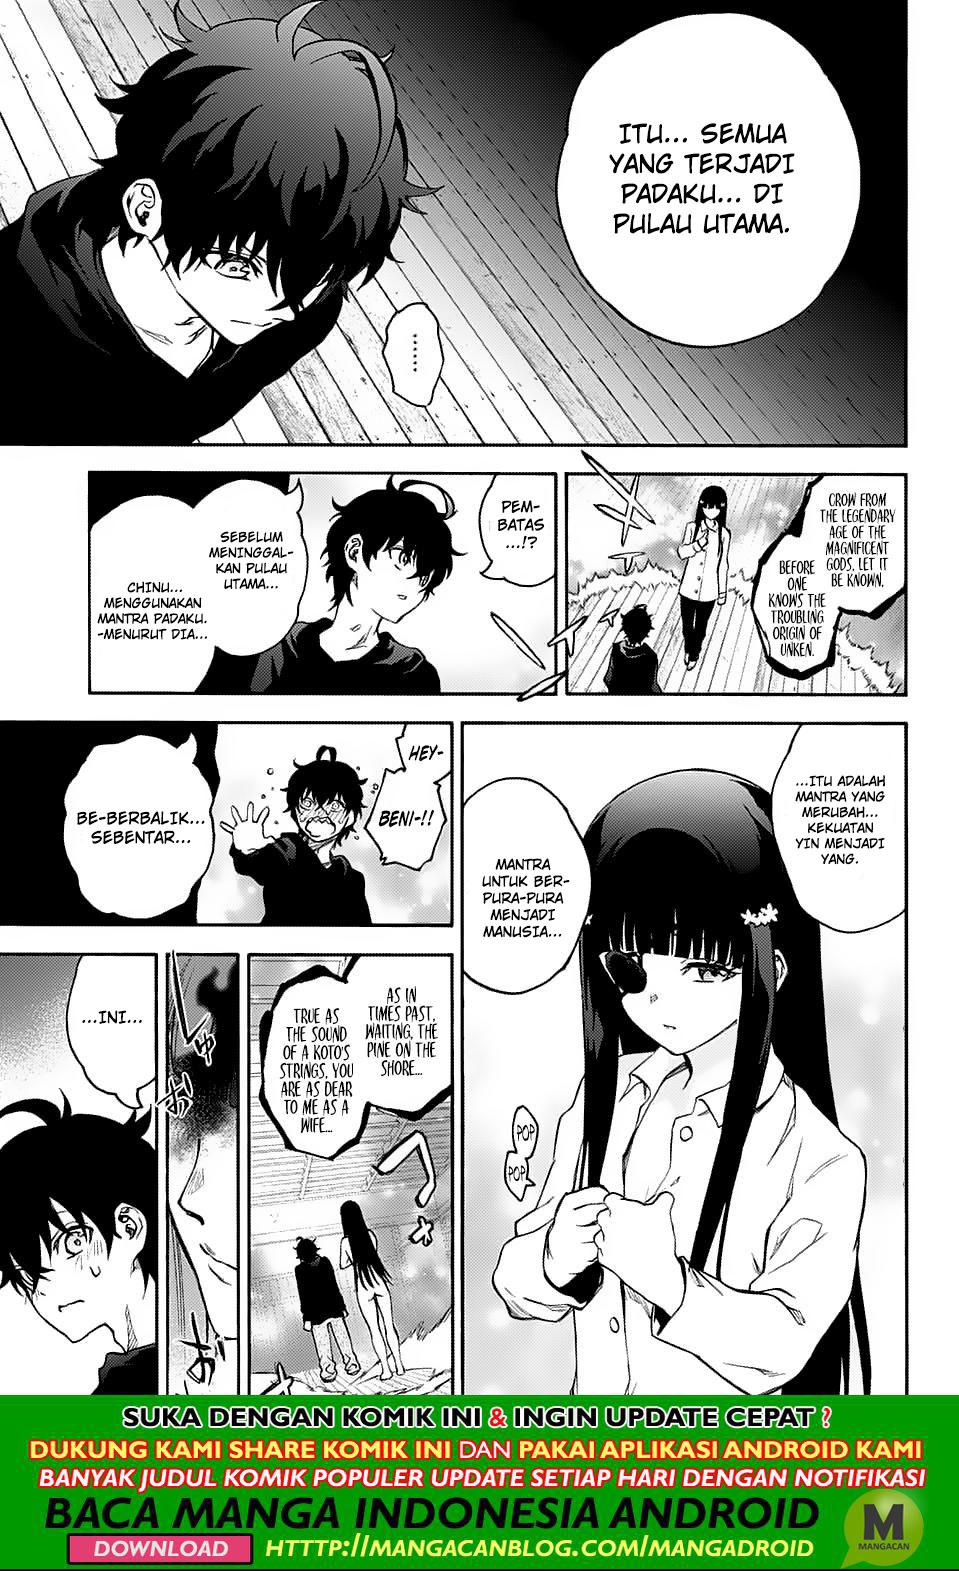 ITU... SEMUA
YANG TERJADI
PADAKU... DI
PULAU UTAMA.
........
GROW FROM
THE LEGENDARY
AGE OF THE
MAGNIFICENT
GODS, LET IT
BE KNOWN,
BEFORE
ONE
KNOWS THE
TROUBLING
ORIGIN OF
UNKEN.
PEM-
BATAS
...!?
SEBELUM
MENINGGAL-
KAN PULAU
UTAMA...
CHINU...
MENGGUNAKAN
MANTRA PADAKU.
-MENURUT DIA...
...ITU ADALAH
MANTRA YANG
MERUBAH...
KEKUATAN
YIN MENJADI
YANG.
MANTRA
UNTUK BER-
PURA-PURA
MENJADI
MANUSIA...
POP
POP
HEY-
BENI-!!
BE-BERBALIK...
SEBENTAR...
AS IN
TIMES PAST,
WAITING, THE
PINE ON THE
SHORE...
TRUE AS
THE SOUND
OF A KOTO'S
STRINGS, YOU
ARE AS DEAR
TO ME AS A
WIFE...
...INI...
SUKA DENGAN KOMIK INI & INGIN UPDATE CEPAT ?
DUKUNG KAMI SHARE KOMIK INI DAN PAKAI APLIKASI ANDROID KAMI
BANYAK JUDUL KOMIK POPULER UPDATE SETIAP HARI DENGAN NOTIFIKASI
BACA MANGA INDONESIA ANDROID
DOWNLOAD HTTTP://MANGACANBLOG.COM/MANGADROID
M
MANGACAN